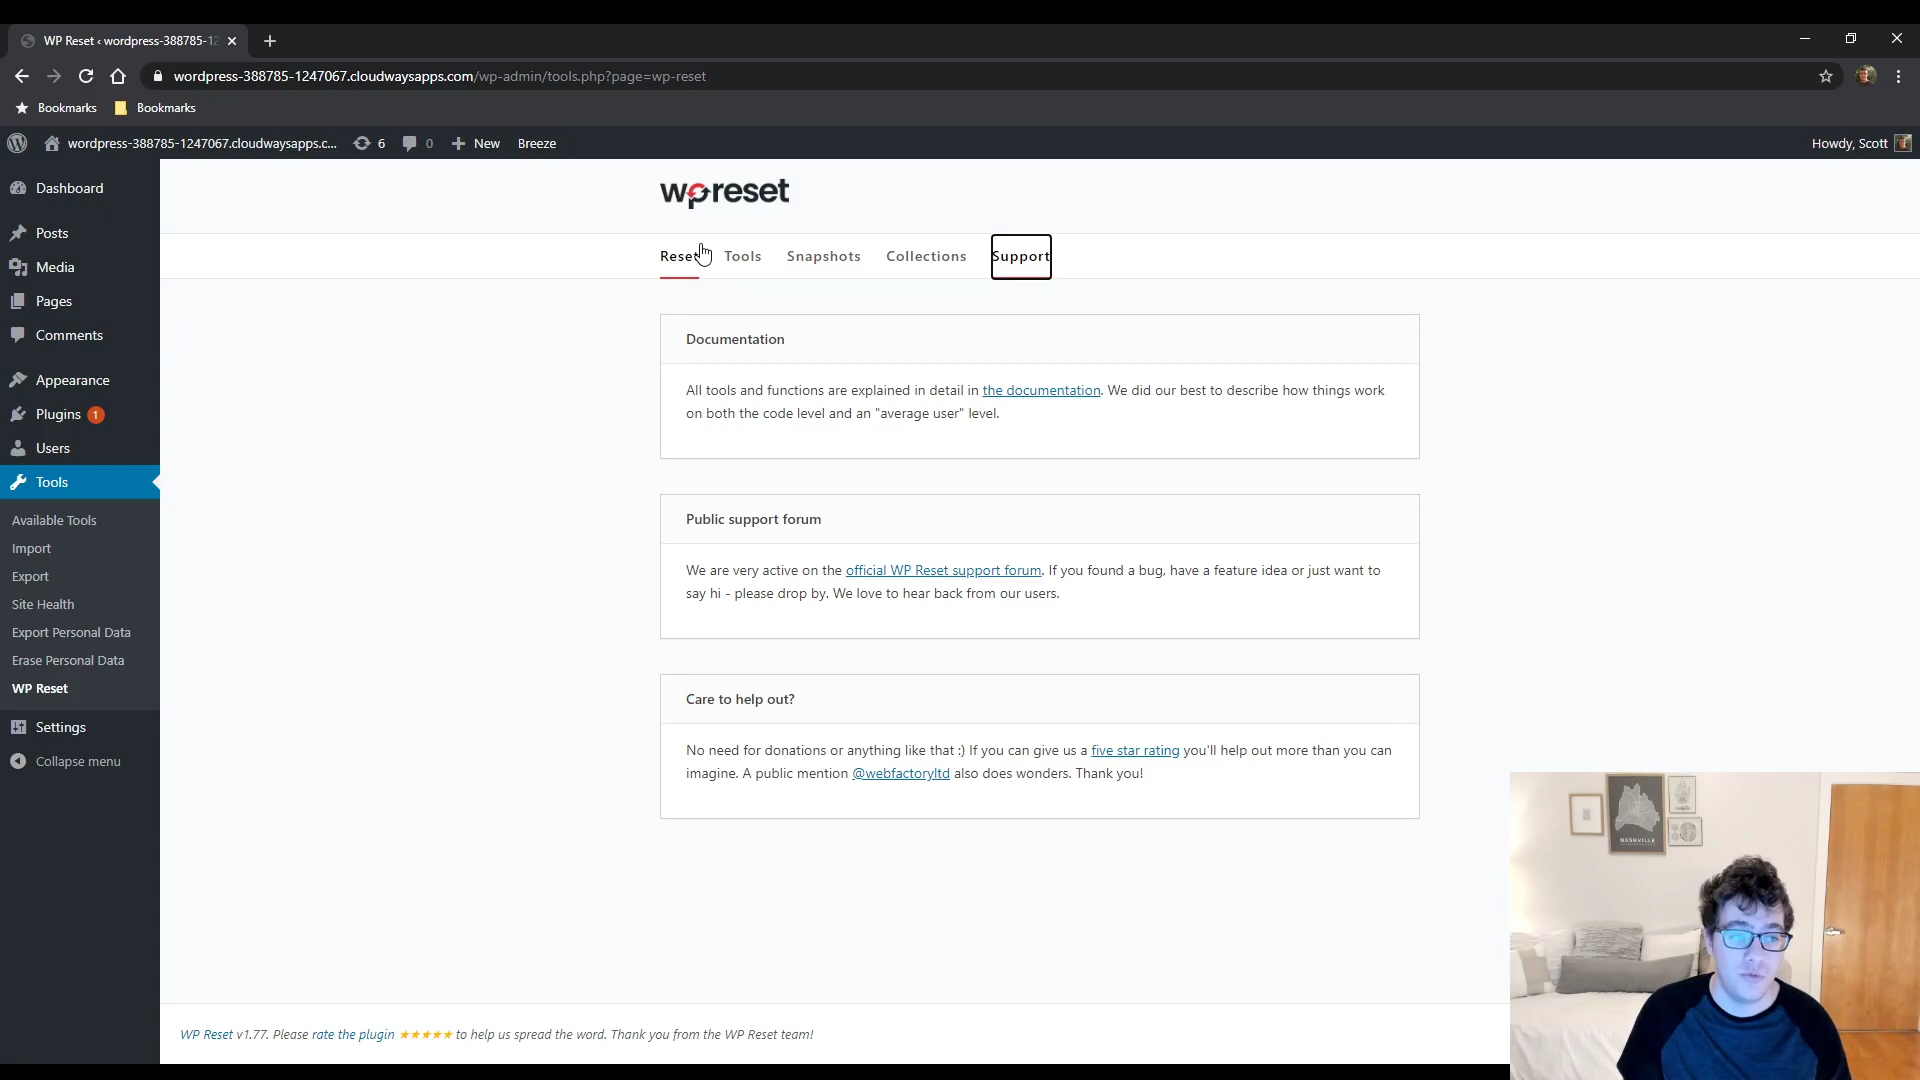 WP Reset ‹ wordpress-388785-12
wordpress-388785-1247067.cloudwaysapps.com/wp-admin/tools.php?page=wp-reset
Bookmarks
Bookmarks
wordpress-388785-1247067.cloudwaysapps.c... 6 0 New Breeze
Howdy, Scott
Dashboard
Posts
Media
Pages
Comments
Appearance
Plugins 1
Users
Tools
Available Tools
Import
Export
Site Health
Export Personal Data
Erase Personal Data
WP Reset
Settings
Collapse menu
wpreset
Reset Tools Snapshots Collections Support
Documentation
All tools and functions are explained in detail in the documentation. We did our best to describe how things work
on both the code level and an "average user" level.
Public support forum
We are very active on the official WP Reset support forum. If you found a bug, have a feature idea or just want to
say hi - please drop by. We love to hear back from our users.
Care to help out?
No need for donations or anything like that :) If you can give us a five star rating you'll help out more than you can
imagine. A public mention @webfactoryltd also does wonders. Thank you!
WP Reset v1.77. Please rate the plugin ★★★★★ to help us spread the word. Thank you from the WP Reset team!
NASHVILLE